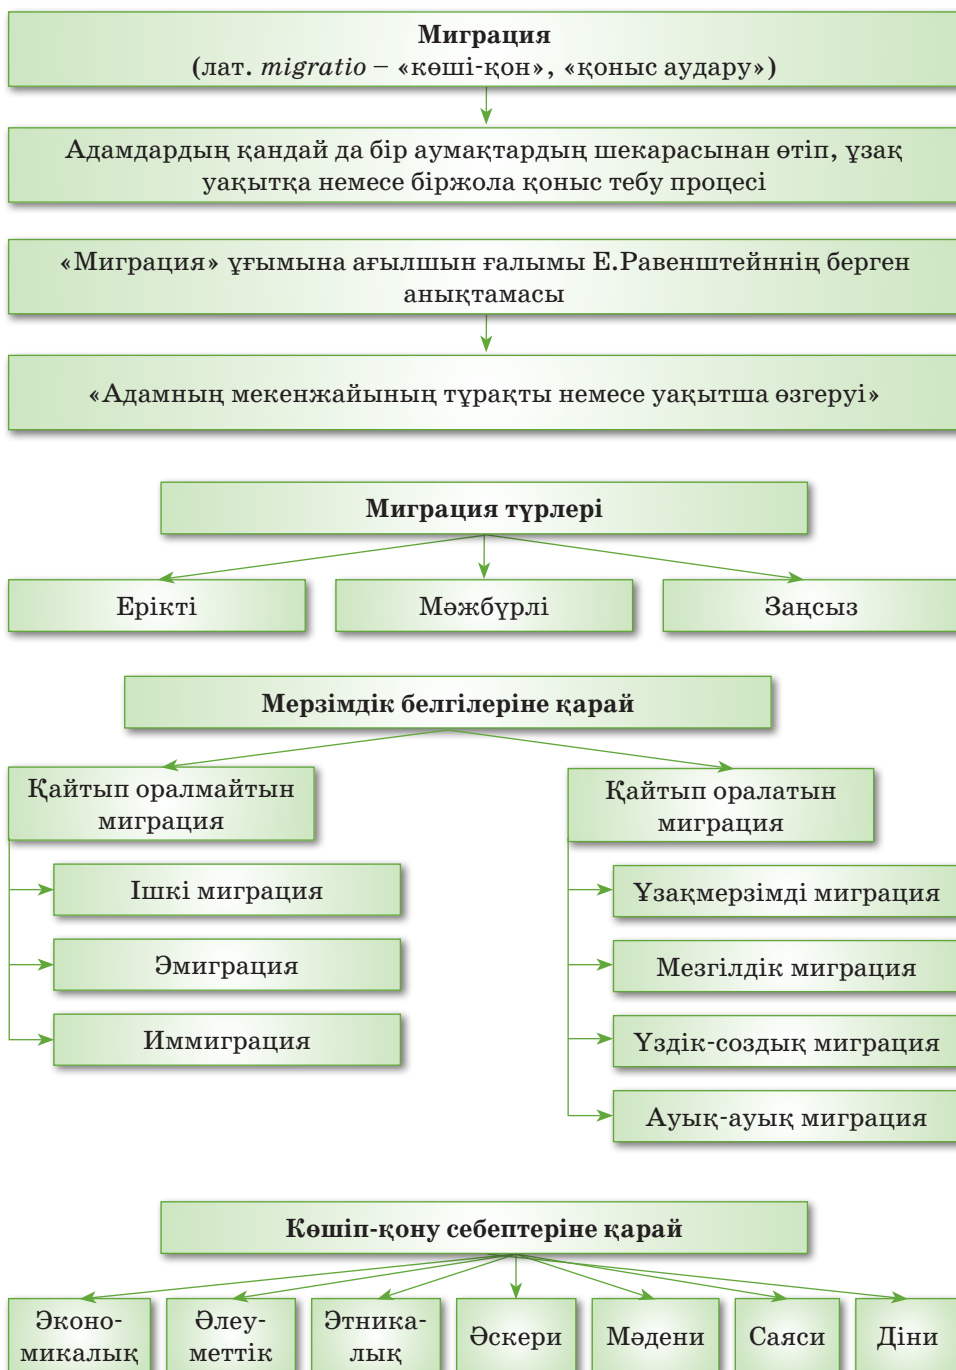 Миграция
(лат. migratio – «көші-қон», «қоныс аудару»)
Адамдардың қандай да бір аумақтардың шекарасынан өтіп, ұзақ
уақытқа немесе біржола қоныс тебу процесі
«Миграция» ұғымына ағылшын ғалымы Е.Равенштейннің берген
анықтамасы
«Адамның мекенжайының тұрақты немесе уақытша өзгеруі»
Миграция түрлері
Ерікті
Мәжбүрлі
Заңсыз
Мерзімдік белгілеріне қарай
Қайтып оралмайтын
миграция
Ішкі миграция
Эмиграция
Иммиграция
Қайтып оралатын
миграция
Ұзақмерзімді миграция
Мезгілдік миграция
Үздік-создық миграция
Ауық-ауық миграция
Көшіп-қону себептеріне қарай
Эконо-
микалық
Әлеу-
меттік
Этника-
лық
Әскери
Мәдени
Саяси
Діни